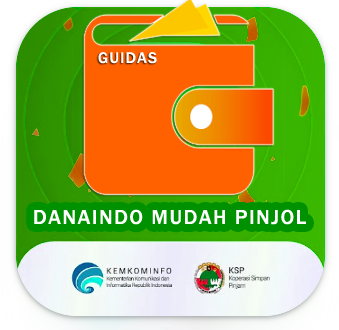 GUIDAS
DANAINDO MUDAH PINJOL
KEMKOMINFO
Kementerian Komunikasi dan
Informatika Republik Indonesia
KSP
Koperasi Simpan
Pinjam